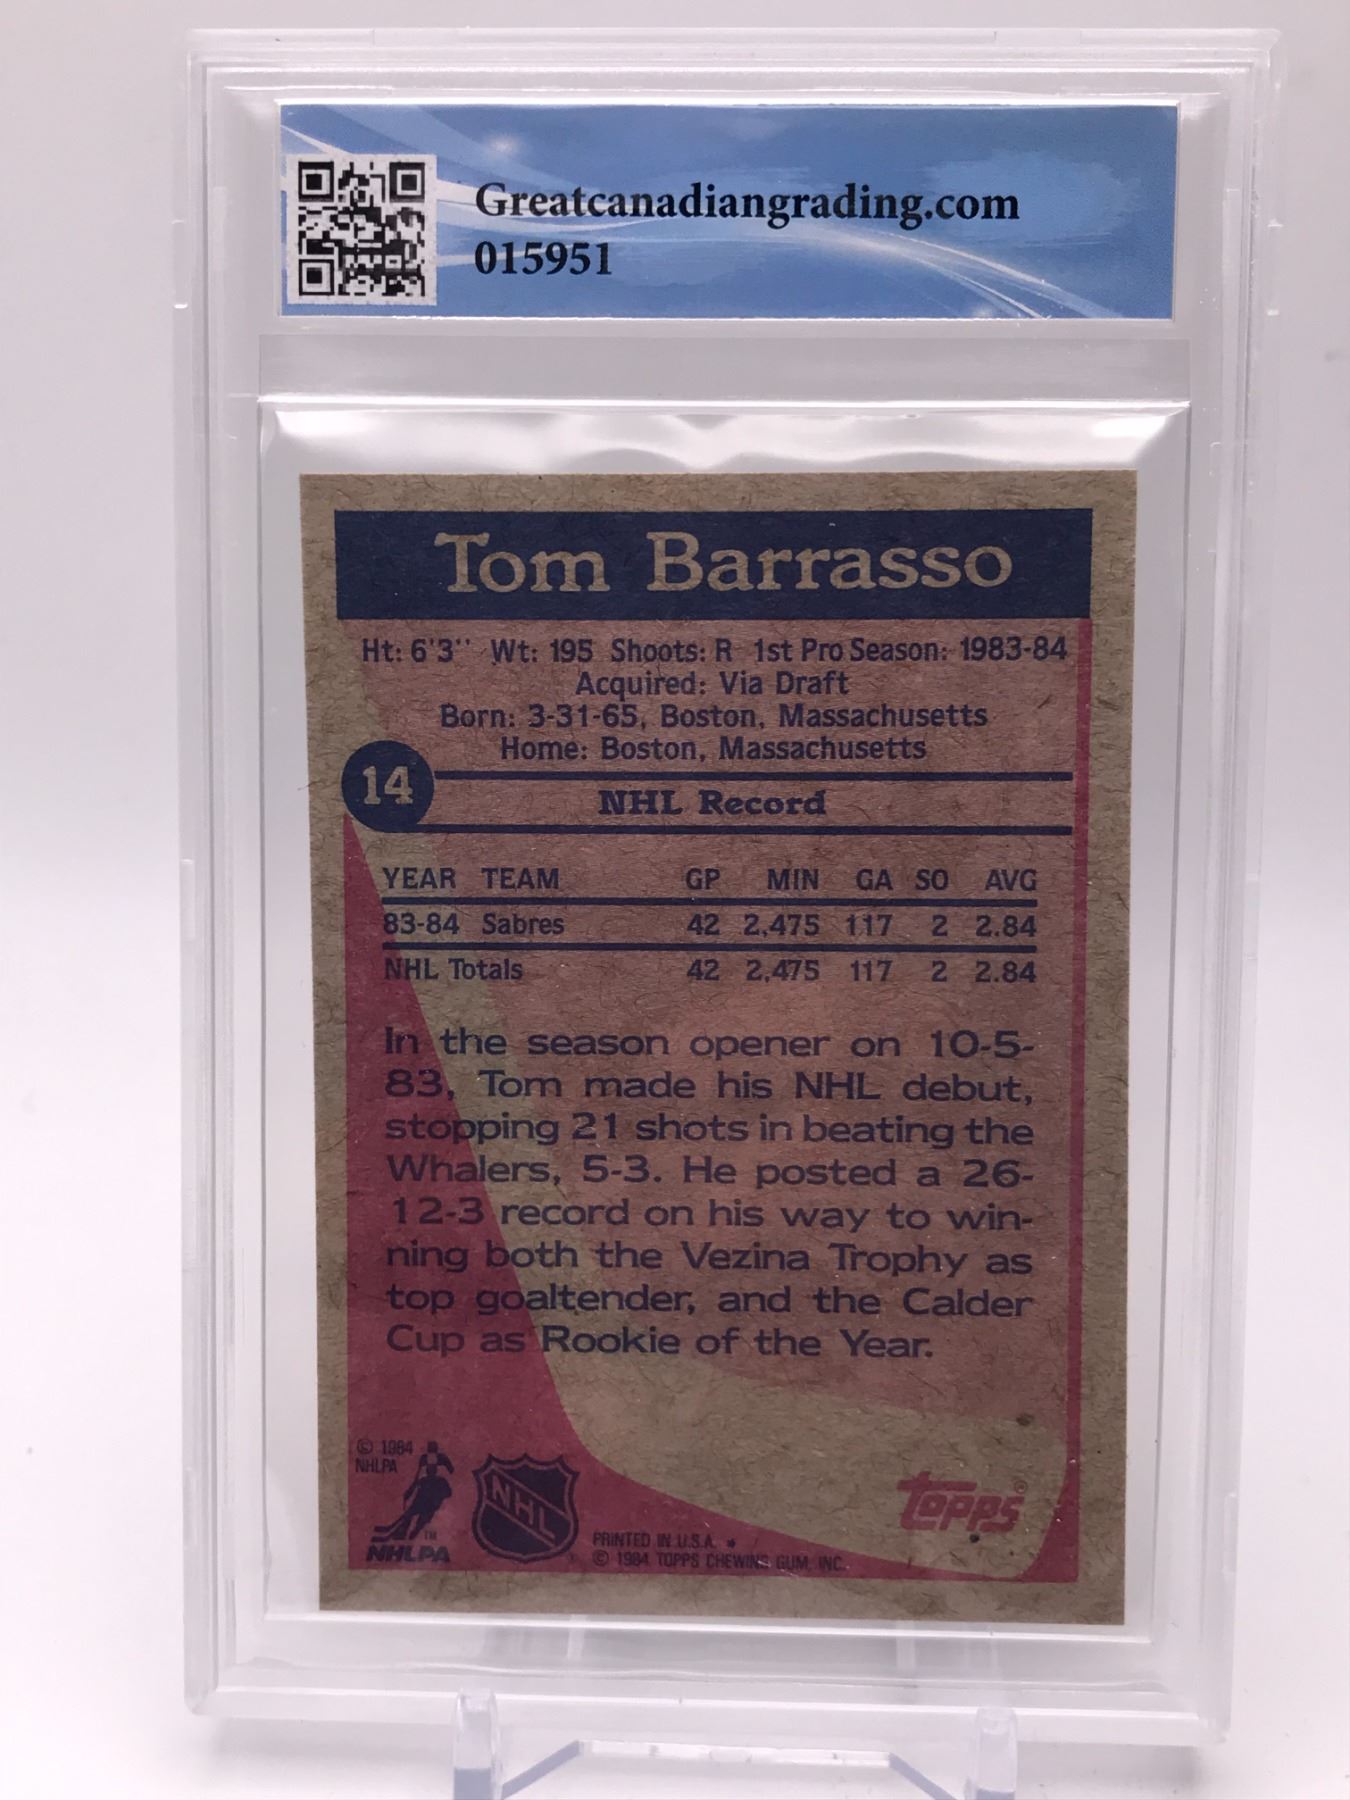 Greatcanadiangrading.com
015951
Tom Barrasso
Ht: 6'3'' Wt: 195 Shoots: R 1st Pro Season: 1983-84
Acquired: Via Draft
Born: 3-31-65, Boston, Massachusetts
Home: Boston, Massachusetts
14
NHL Record
YEAR TEAM GP MIN GA SO AVG
83-84 Sabres 42 2,475 117 2 2.84
NHL Totals 42 2,475 117 2 2.84
In the season opener on 10-5-
83, Tom made his NHL debut,
stopping 21 shots in beating the
Whalers, 5-3. He posted a 26-
12-3 record on his way to win-
ning both the Vezina Trophy as
top goaltender, and the Calder
Cup as Rookie of the Year.
© 1984
NHLPA
TM
NHLPA
NHL
PRINTED IN U.S.A. *
© 1984 TOPPS CHEWING GUM, INC.
topps®